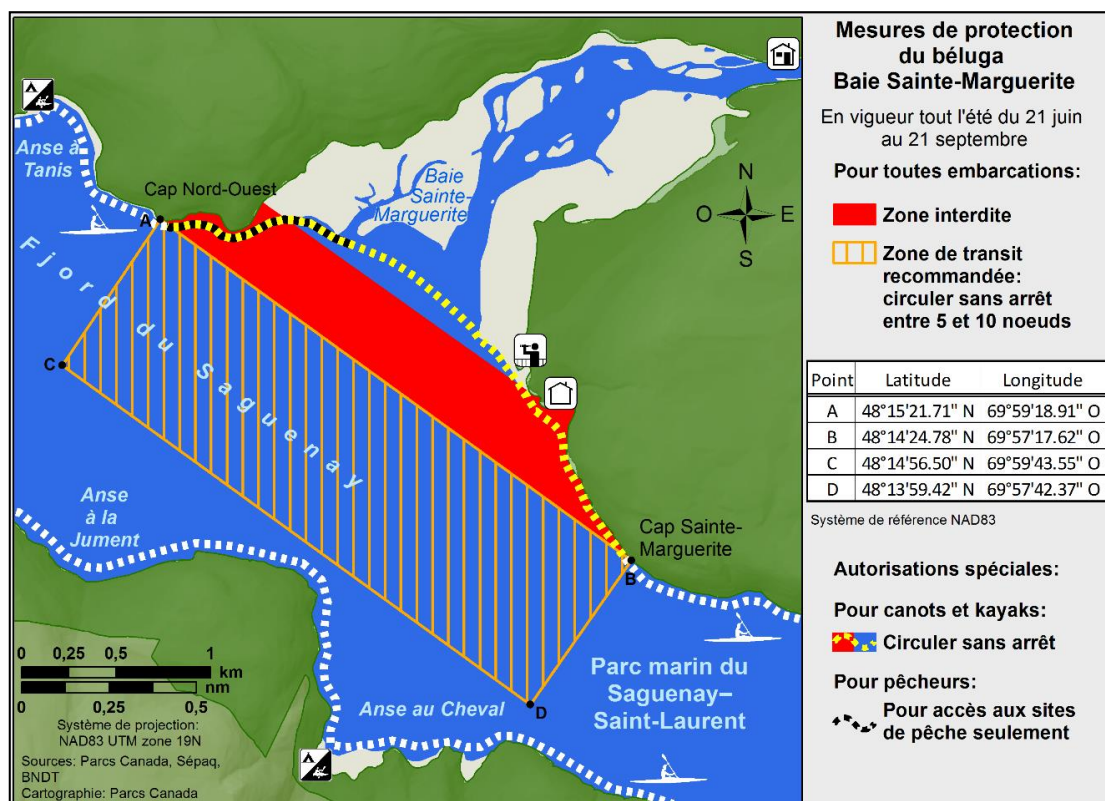 Mesures de protection
du béluga
Baie Sainte-Marguerite
En vigueur tout l'été du 21 juin
au 21 septembre
Pour toutes embarcations:
Zone interdite
Zone de transit
recommandée:
circuler sans arrêt
entre 5 et 10 noeuds
Point Latitude Longitude
A 48°15'21.71" N 69°59'18.91" O
B 48°14'24.78" N 69°57'17.62" O
C 48°14'56.50" N 69°59'43.55" O
D 48°13'59.42" N 69°57'42.37" O
Système de référence NAD83
Autorisations spéciales:
Pour canots et kayaks:
Circuler sans arrêt
Pour pêcheurs:
Pour accès aux sites
de pêche seulement
Anse à
Tanis
Cap Nord-Ouest
A
Baie
Sainte-
Marguerite
N
O E
S
Fjord du Saguenay
C
Anse
à la
Jument
Cap Sainte-
Marguerite
B
Parc marin du
Saguenay–
Saint-Laurent
D
Anse au Cheval
0 0,25 0,5 1
km
nm
0 0,25 0,5
Système de projection:
NAD83 UTM zone 19N
Sources: Parcs Canada, Sépaq,
BNDT
Cartographie: Parcs Canada